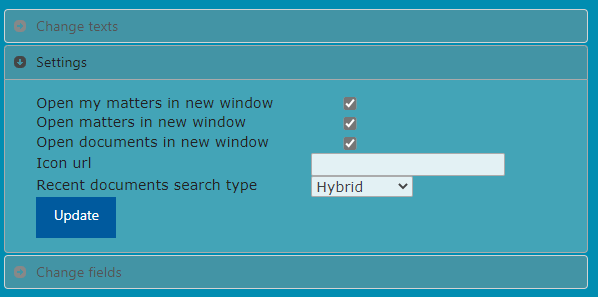 Change texts
Settings
Open my matters in new window
Open matters in new window
Open documents in new window
Icon url
Recent documents search type Hybrid
Update
Change fields